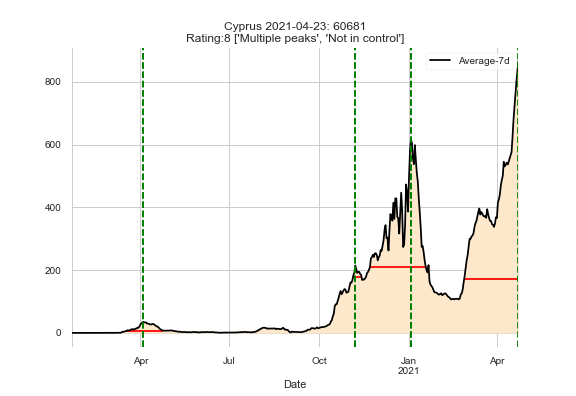 Cyprus 2021-04-23: 60681
Rating:8 ['Multiple peaks', 'Not in control']
Average-7d
800
600
400
200
0
Apr
Jul
Oct
Jan
2021
Apr
Date